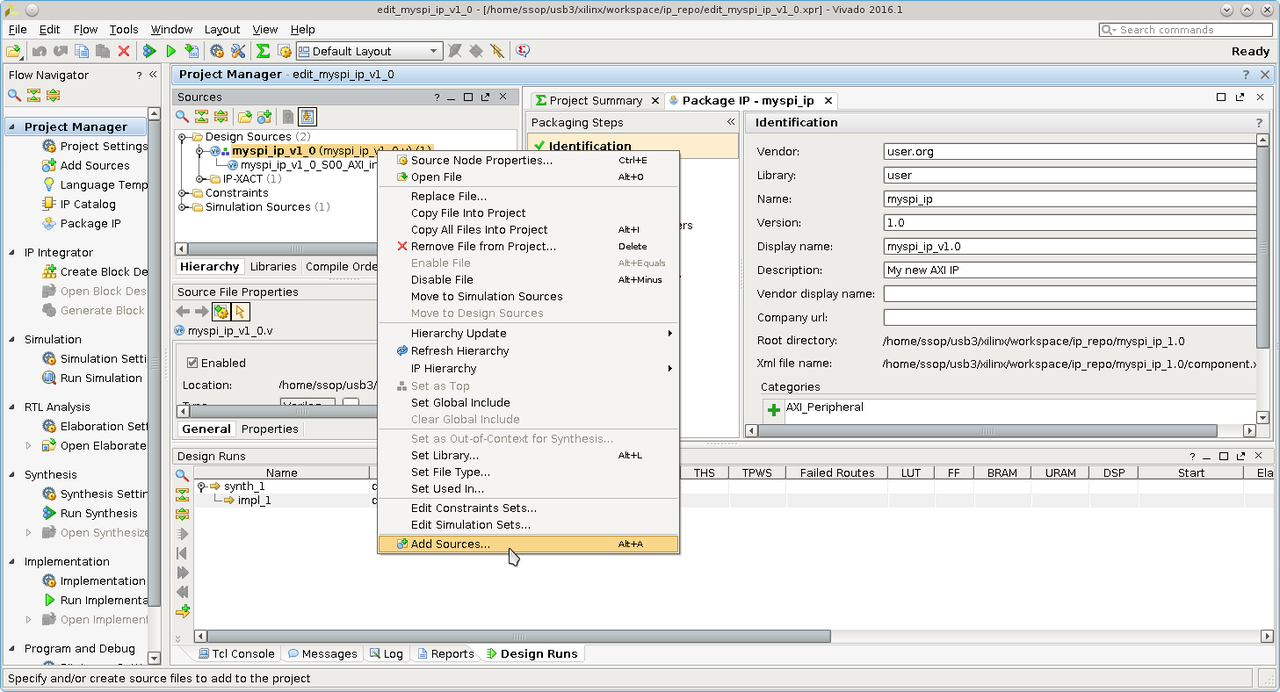 edit_myspi_ip_v1_0 - [/home/ssop/usb3/xilinx/workspace/ip_repo/edit_myspi_ip_v1_0.xpr] - Vivado 2016.1
File Edit Flow Tools Window Layout View Help
Search commands
Default Layout
Ready
Flow Navigator
Project Manager
Project Settings
Add Sources
Language Temp
IP Catalog
Package IP
IP Integrator
Create Block De
Open Block Des
Generate Block
Simulation
Simulation Setti
Run Simulation
RTL Analysis
Elaboration Set
Open Elaborate
Synthesis
Synthesis Settin
Run Synthesis
Open Synthesize
Implementation
Implementation
Run Implementa
Open Implemen
Program and Debug
Project Manager - edit_myspi_ip_v1_0
Sources
Design Sources (2)
myspi_ip_v1_0 (myspi_ip_v1_0.v) (1)
myspi_ip_v1_0_S00_AXI_in
IP-XACT (1)
Constraints
Simulation Sources (1)
Hierarchy Libraries Compile Orde
Source File Properties
myspi_ip_v1_0.v
Enabled
Location: /home/ssop/usb3/
General Properties
Source Node Properties... Ctrl+E
Open File Alt+O
Replace File...
Copy File Into Project
Copy All Files Into Project Alt+I
Remove File from Project... Delete
Enable File Alt+Equals
Disable File Alt+Minus
Move to Simulation Sources
Move to Design Sources
Hierarchy Update
Refresh Hierarchy
IP Hierarchy
Set as Top
Set Global Include
Clear Global Include
Set as Out-of-Context for Synthesis...
Set Library... Alt+L
Set File Type...
Set Used In...
Edit Constraints Sets...
Edit Simulation Sets...
Add Sources... Alt+A
Project Summary Package IP - myspi_ip
Packaging Steps
Identification
ers
Identification
Vendor: user.org
Library: user
Name: myspi_ip
Version: 1.0
Display name: myspi_ip_v1.0
Description: My new AXI IP
Vendor display name:
Company url:
Root directory: /home/ssop/usb3/xilinx/workspace/ip_repo/myspi_ip_1.0
Xml file name: /home/ssop/usb3/xilinx/workspace/ip_repo/myspi_ip_1.0/component.x
Categories
AXI_Peripheral
Design Runs
Name THS TPWS Failed Routes LUT FF BRAM URAM DSP Start Ela
synth_1
impl_1
Tcl Console Messages Log Reports Design Runs
Specify and/or create source files to add to the project